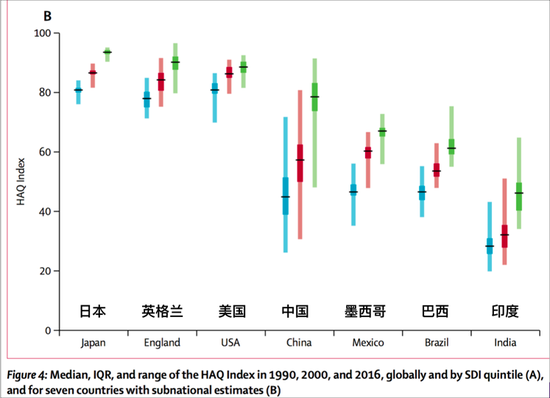 B
100
80
60
40
20
0
HAQ Index
日本 英格兰 美国 中国 墨西哥 巴西 印度
Japan England USA China Mexico Brazil India
Figure 4: Median, IQR, and range of the HAQ Index in 1990, 2000, and 2016, globally and by SDI quintile (A),
and for seven countries with subnational estimates (B)